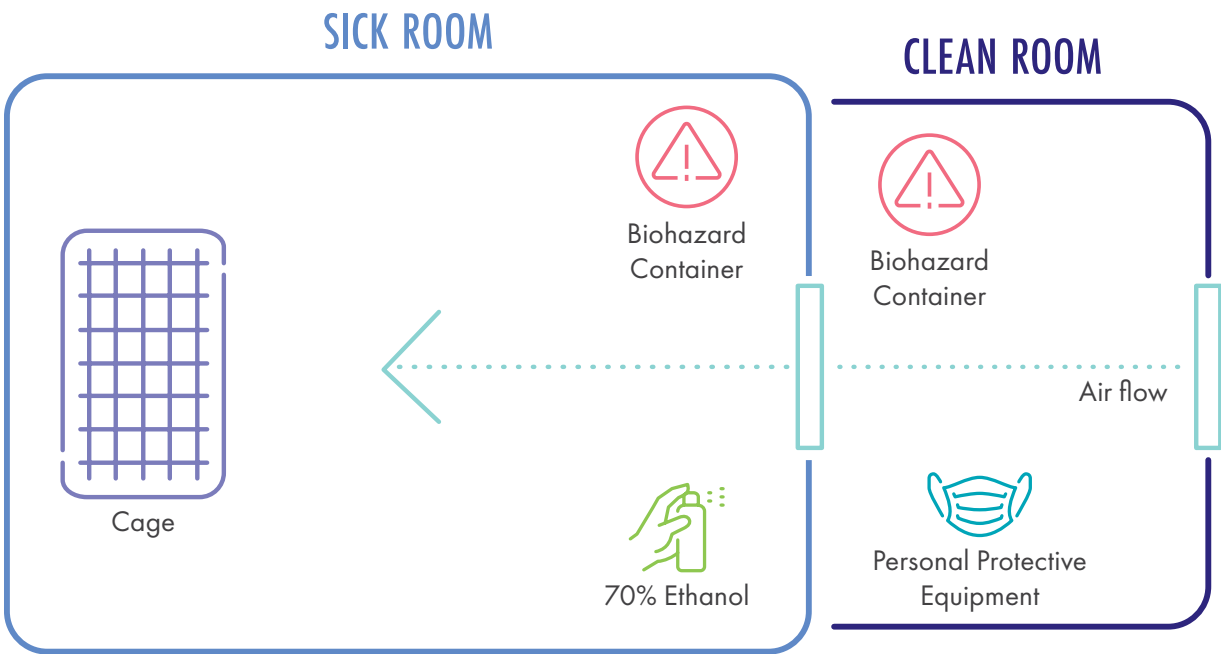 SICK ROOM
CLEAN ROOM
Biohazard
Container
Biohazard
Container
Air flow
Cage
70% Ethanol
Personal Protective
Equipment